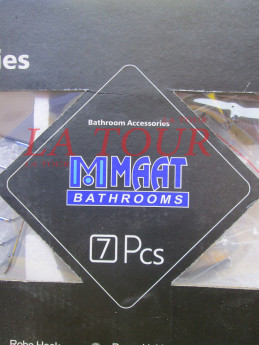 ies
Bathroom Accessories
LA TOUR
MAAT
BATHROOMS
7 Pcs
Robe Hook